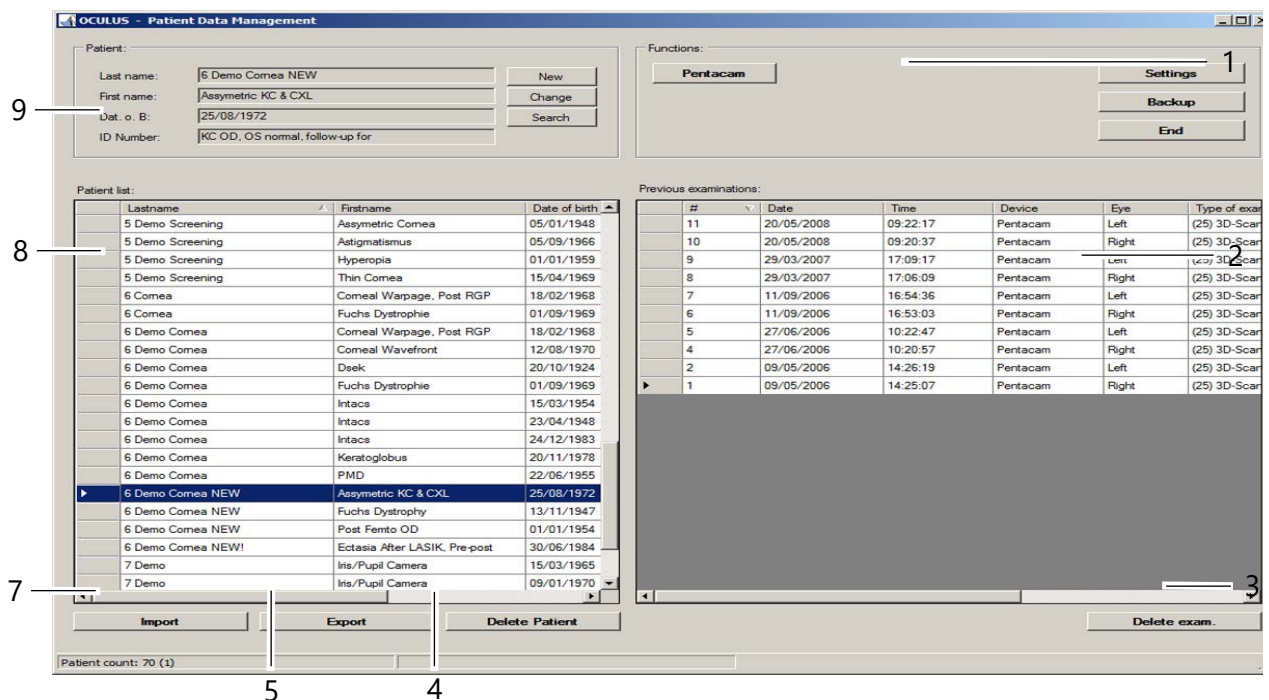 OCULUS - Patient Data Management
Patient:
Last name: 6 Demo Cornea NEW New
First name: Assymetric KC & CXL Change
Dat. o. B: 25/08/1972 Search
ID Number: KC OD, OS normal, follow-up for
9
Functions:
Pentacam Settings
Backup
End
1
Patient list:
Lastname Firstname Date of birth
5 Demo Screening Assymetric Cornea 05/01/1948
5 Demo Screening Astigmatismus 05/09/1966
5 Demo Screening Hyperopia 01/01/1959
5 Demo Screening Thin Cornea 15/04/1969
6 Cornea Corneal Warpage, Post RGP 18/02/1968
6 Cornea Fuchs Dystrophie 01/09/1969
6 Demo Cornea Corneal Warpage, Post RGP 18/02/1968
6 Demo Cornea Corneal Wavefront 12/08/1970
6 Demo Cornea Dsek 20/10/1924
6 Demo Cornea Fuchs Dystrophie 01/09/1969
6 Demo Cornea Intacs 15/03/1954
6 Demo Cornea Intacs 23/04/1948
6 Demo Cornea Intacs 24/12/1983
6 Demo Cornea Keratoglobus 20/11/1978
6 Demo Cornea PMD 22/06/1955
6 Demo Cornea NEW Assymetric KC & CXL 25/08/1972
6 Demo Cornea NEW Fuchs Dystrophy 13/11/1947
6 Demo Cornea NEW Post Femto OD 01/01/1954
6 Demo Cornea NEW! Ectasia After LASIK, Pre-post 30/06/1984
7 Demo Iris/Pupil Camera 15/03/1965
7 Demo Iris/Pupil Camera 09/01/1970
8
7
Import Export Delete Patient
Previous examinations:
# Date Time Device Eye Type of exar
11 20/05/2008 09:22:17 Pentacam Left (25) 3D-Scan
10 20/05/2008 09:20:37 Pentacam Right (25) 3D-Scan
9 29/03/2007 17:09:17 Pentacam Left (25) 3D-Scan
8 29/03/2007 17:06:09 Pentacam Right (25) 3D-Scan
7 11/09/2006 16:54:36 Pentacam Left (25) 3D-Scan
6 11/09/2006 16:53:03 Pentacam Right (25) 3D-Scan
5 27/06/2006 10:22:47 Pentacam Left (25) 3D-Scan
4 27/06/2006 10:20:57 Pentacam Right (25) 3D-Scan
2 09/05/2006 14:26:19 Pentacam Left (25) 3D-Scan
1 09/05/2006 14:25:07 Pentacam Right (25) 3D-Scan
2
3
Delete exam.
Patient count: 70 (1)
5 4